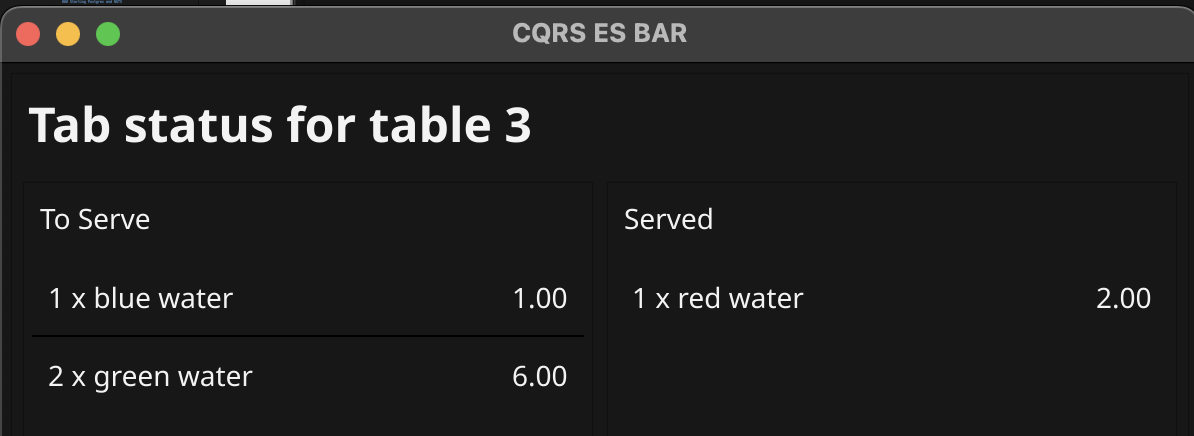 CQRS ES BAR
Tab status for table 3
To Serve
1 x blue water 1.00
2 x green water 6.00
Served
1 x red water 2.00